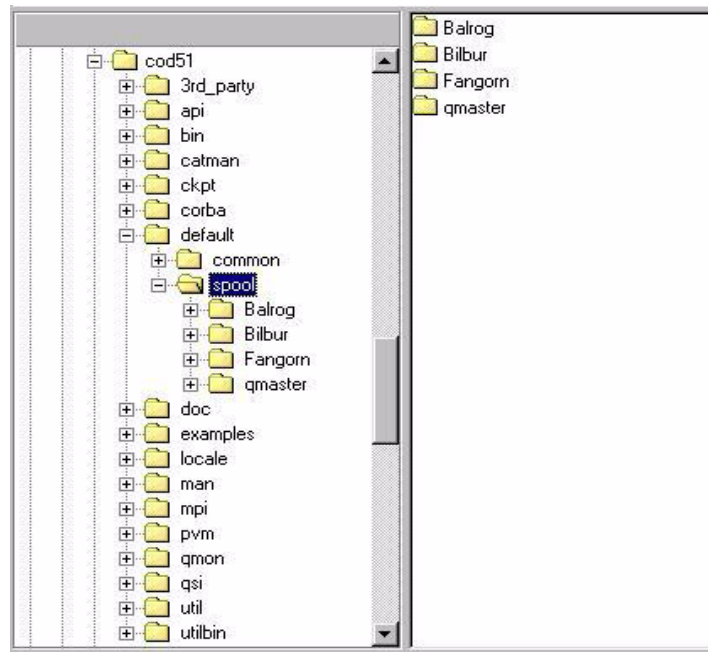 cod51
3rd_party
api
bin
catman
ckpt
corba
default
common
spool
Balrog
Bilbur
Fangorn
qmaster
doc
examples
locale
man
mpi
pvm
qmon
qsi
util
utilbin
Balrog
Bilbur
Fangorn
qmaster